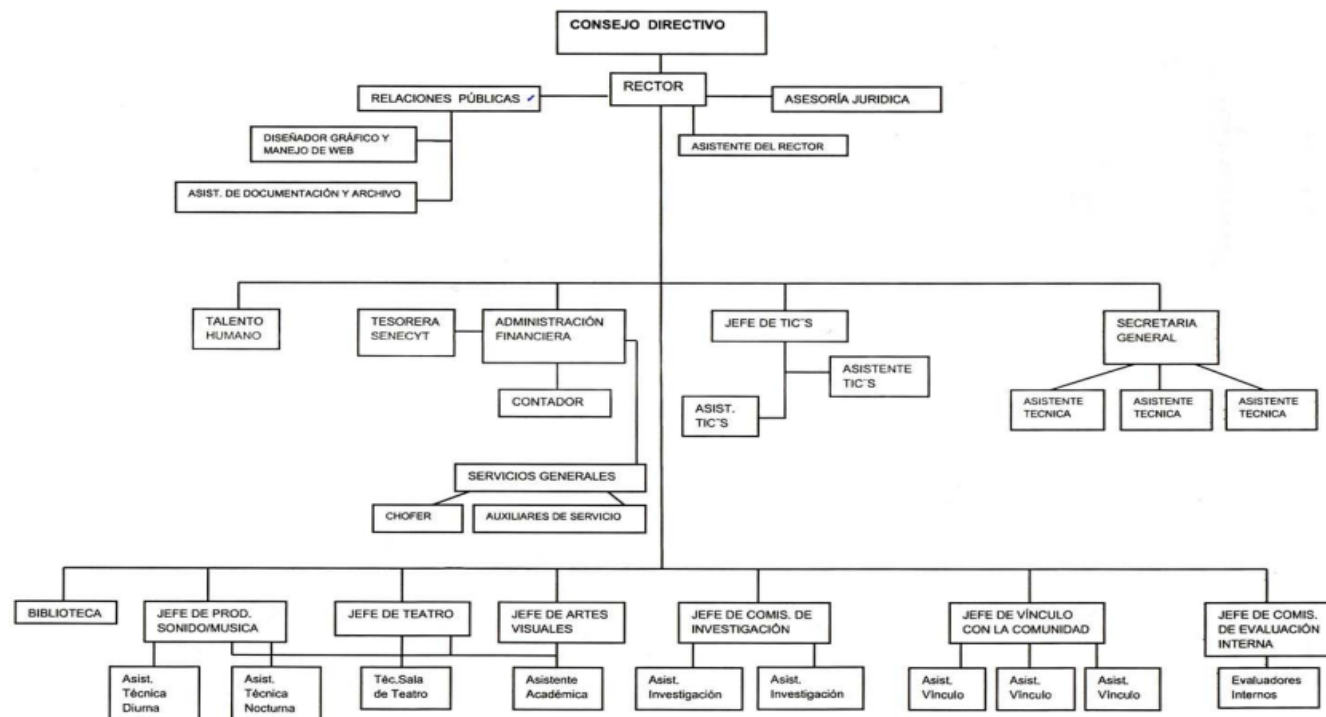 CONSEJO DIRECTIVO
RECTOR
RELACIONES PÚBLICAS
ASESORÍA JURIDICA
DISEÑADOR GRÁFICO Y
MANEJO DE WEB
ASISTENTE DEL RECTOR
ASIST. DE DOCUMENTACIÓN Y ARCHIVO
TALENTO
HUMANO
TESORERA
SENECYT
ADMINISTRACIÓN
FINANCIERA
JEFE DE TIC¨S
SECRETARIA
GENERAL
ASISTENTE
TIC¨S
CONTADOR
ASIST.
TIC¨S
ASISTENTE
TECNICA
ASISTENTE
TECNICA
ASISTENTE
TECNICA
SERVICIOS GENERALES
CHOFER
AUXILIARES DE SERVICIO
BIBLIOTECA
JEFE DE PROD.
SONIDO/MUSICA
JEFE DE TEATRO
JEFE DE ARTES
VISUALES
JEFE DE COMIS. DE
INVESTIGACIÓN
JEFE DE VÍNCULO
CON LA COMUNIDAD
JEFE DE COMIS.
DE EVALUACIÓN
INTERNA
Asist.
Técnica
Diurna
Asist.
Técnica
Nocturna
Téc.Sala
de Teatro
Asistente
Académica
Asist.
Investigación
Asist.
Investigación
Asist.
Vínculo
Asist.
Vínculo
Asist.
Vínculo
Evaluadores
Internos